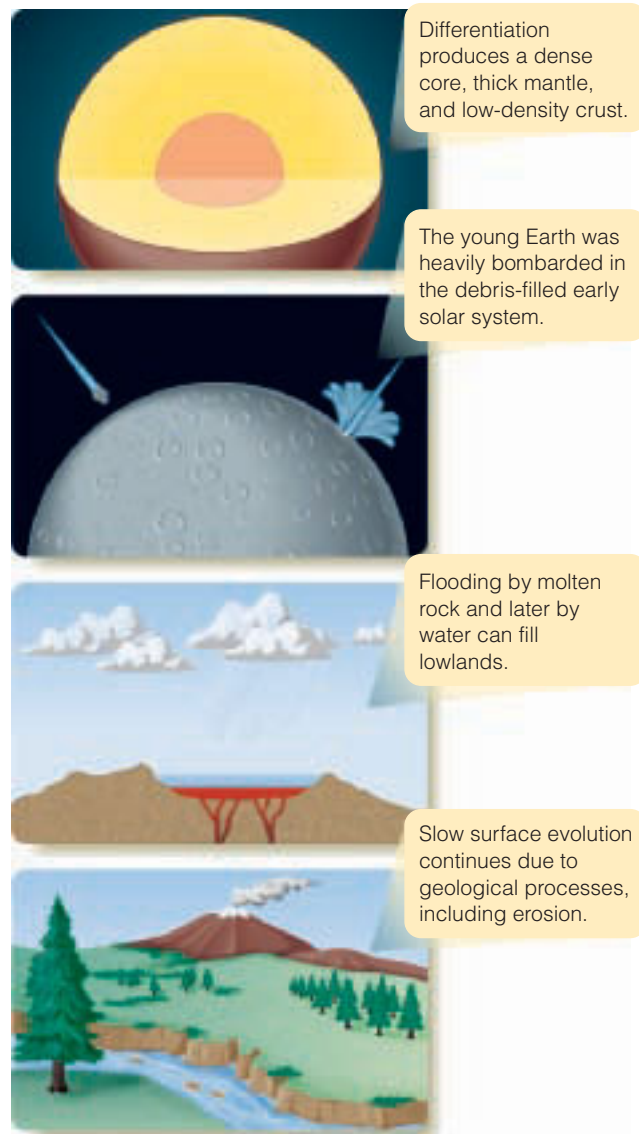 Differentiation
produces a dense
core, thick mantle,
and low-density crust.
The young Earth was
heavily bombarded in
the debris-filled early
solar system.
Flooding by molten
rock and later by
water can fill
lowlands.
Slow surface evolution
continues due to
geological processes,
including erosion.